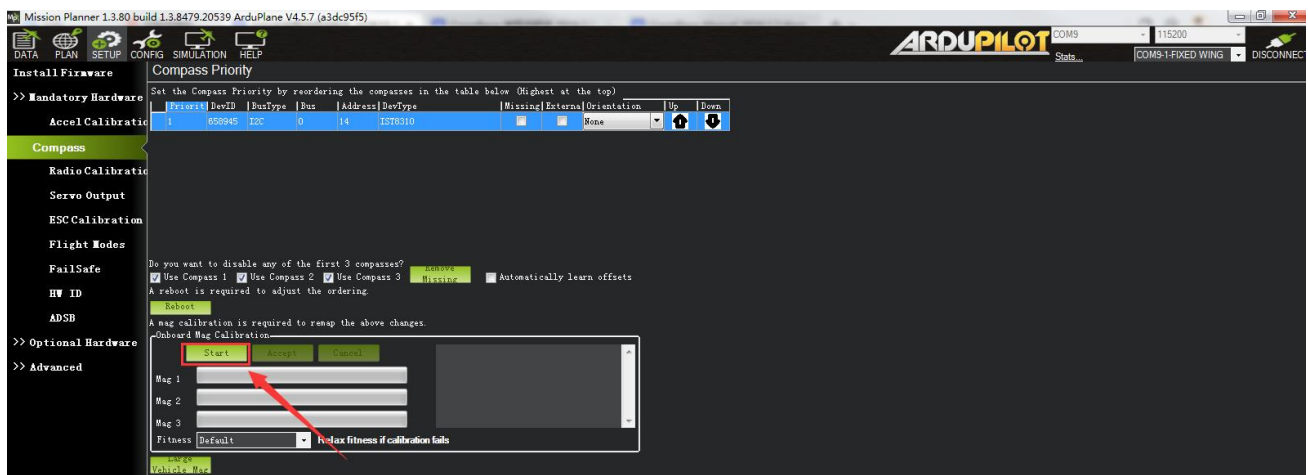 Mission Planner 1.3.80 build 1.3.8479.20539 ArduPlane V4.5.7 (a3dc95f5)
DATA PLAN SETUP CONFIG SIMULATION HELP
ARDUPILOT
COM9 115200
Stats...
COM9-1-FIXED WING
DISCONNECT
Install Firmware
Compass Priority
>> Mandatory Hardware
Set the Compass Priority by reordering the compasses in the table below (Highest at the top)
Priorit DevID BusType Bus Address DevType Missing Externa Orientation Up Down
1 658945 I2C 0 14 IST8310 None
Accel Calibratio
Compass
Radio Calibratio
Servo Output
ESC Calibration
Flight Modes
FailSafe
HW ID
ADSB
>> Optional Hardware
>> Advanced
Do you want to disable any of the first 3 compasses?
Use Compass 1 Use Compass 2 Use Compass 3 Remove Missing Automatically learn offsets
A reboot is required to adjust the ordering.
Reboot
A mag calibration is required to remap the above changes.
Onboard Mag Calibration
Start Accept Cancel
Mag 1
Mag 2
Mag 3
Fitness Default Relax fitness if calibration fails
Large
Vehicle Mag